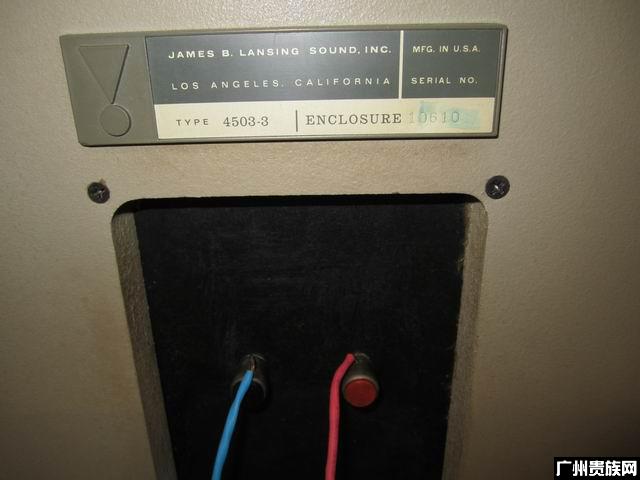 JAMES B. LANSING SOUND, INC.
MFG. IN U.S.A.
LOS ANGELES, CALIFORNIA
SERIAL NO.
TYPE 4503-3 | ENCLOSURE 10610
广州贵族网